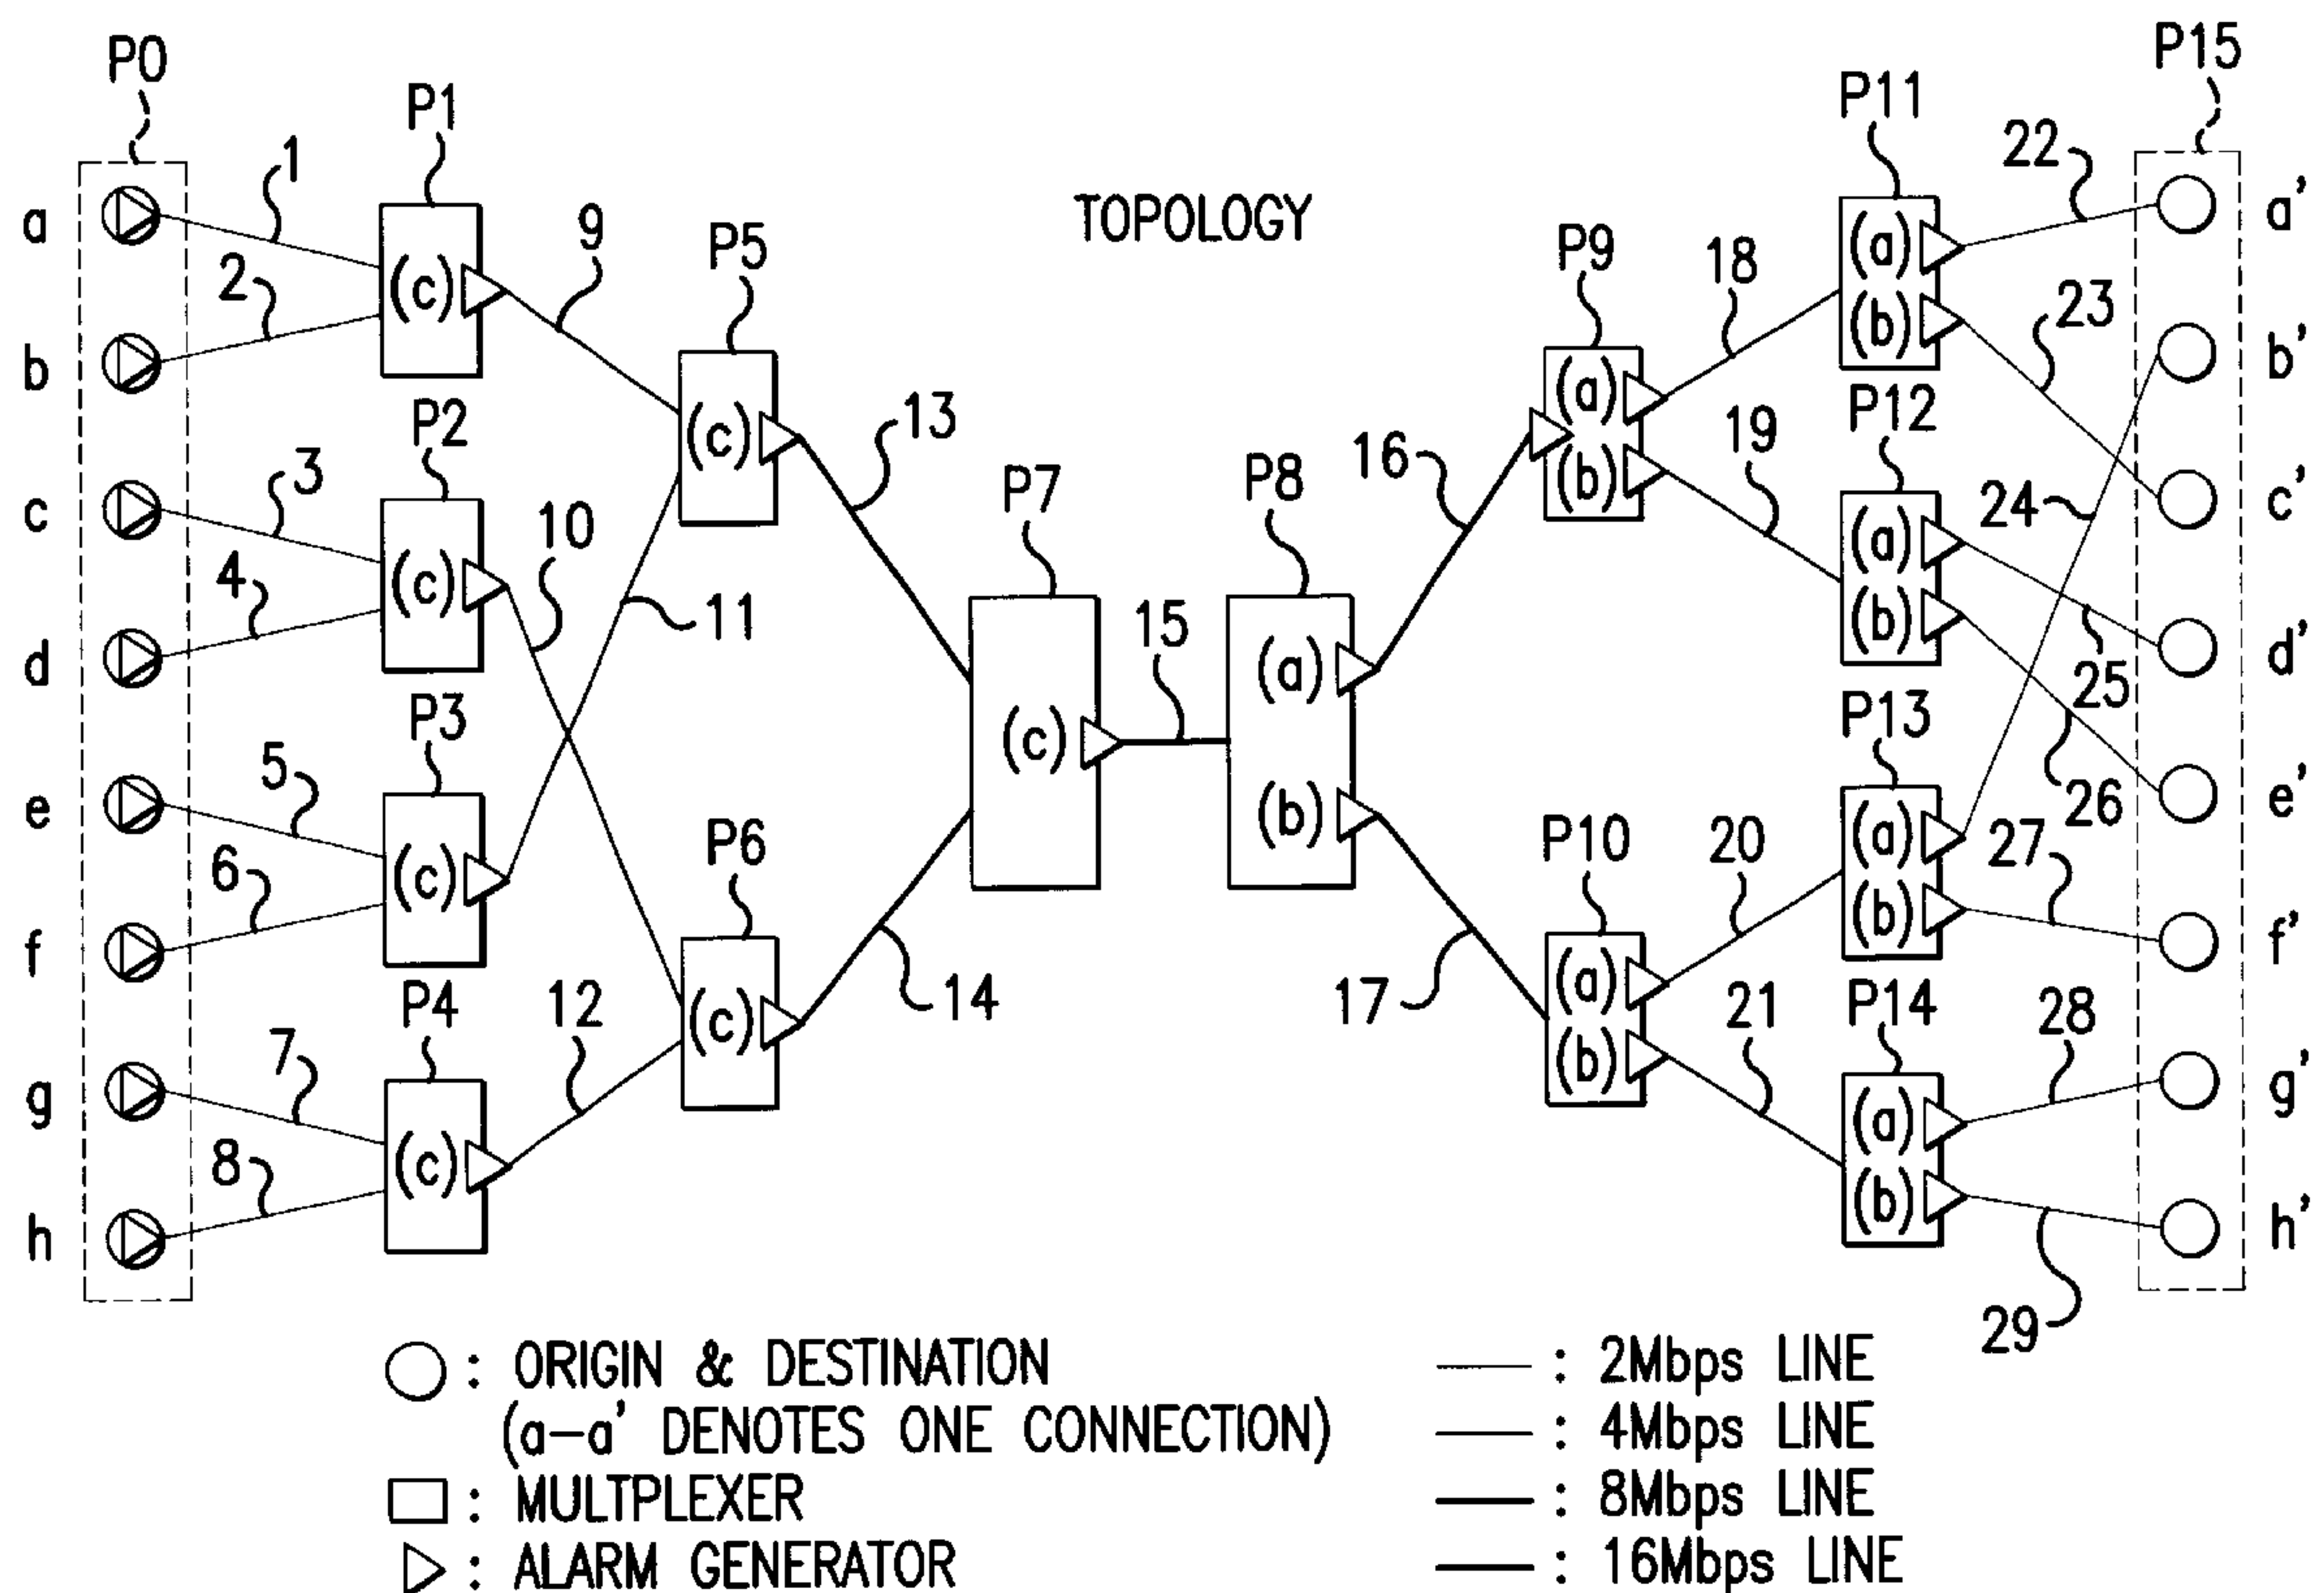 TOPOLOGY
P0
P1
P2
P3
P4
P5
P6
P7
P8
P9
P10
P11
P12
P13
P14
P15
a
b
c
d
e
f
g
h
1
2
3
4
5
6
7
8
9
10
11
12
13
14
15
16
17
18
19
20
21
22
23
24
25
26
27
28
29
(c)
(c)
(c)
(c)
(c)
(c)
(c)
(a)
(b)
(a)
(b)
(a)
(b)
(a)
(b)
(a)
(b)
(a)
(b)
(a)
(b)
a'
b'
c'
d'
e'
f'
g'
h'
: ORIGIN & DESTINATION
(a–a' DENOTES ONE CONNECTION)
: MULTPLEXER
: ALARM GENERATOR
: 2Mbps LINE
: 4Mbps LINE
: 8Mbps LINE
: 16Mbps LINE